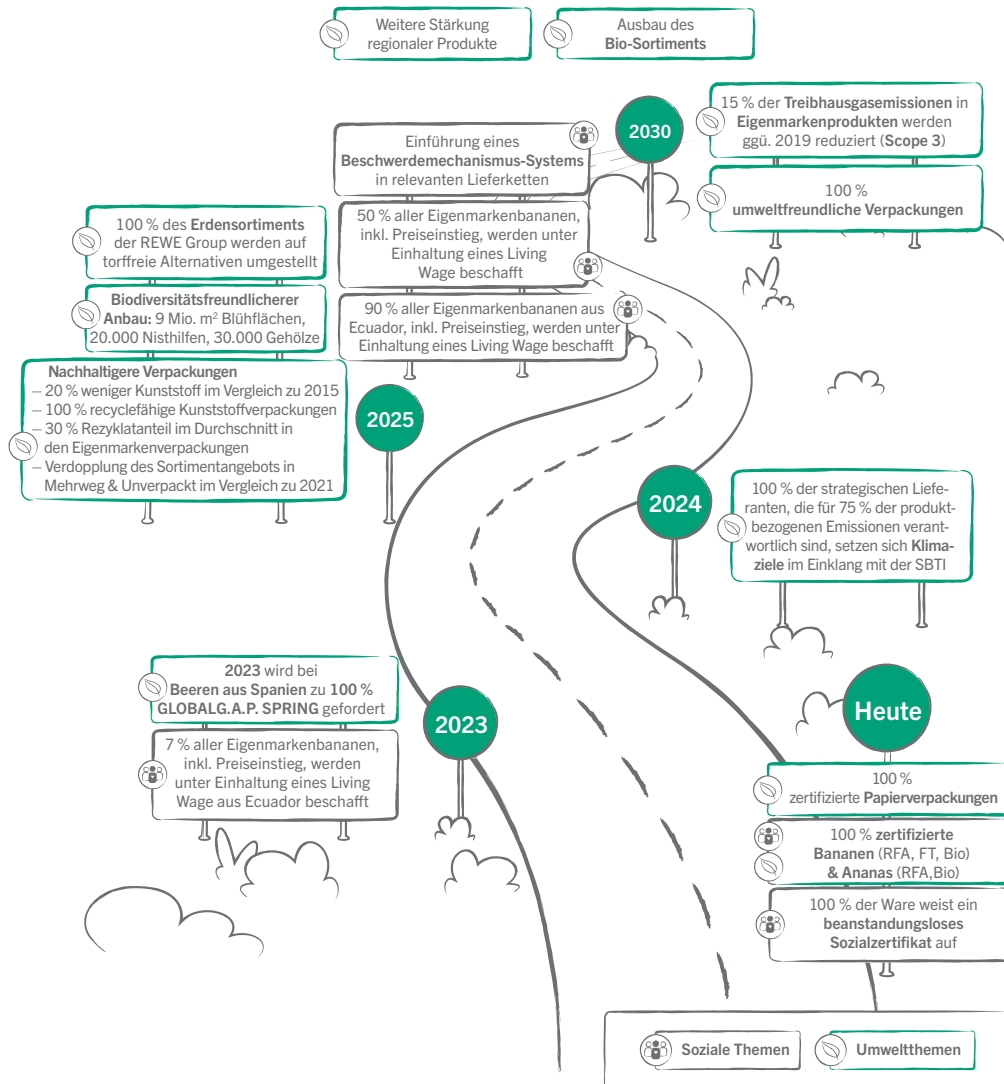 Weitere Stärkung
regionaler Produkte
Ausbau des
Bio-Sortiments
2030
15 % der Treibhausgasemissionen in
Eigenmarkenprodukten werden
ggü. 2019 reduziert (Scope 3)
100 %
umweltfreundliche Verpackungen
Einführung eines
Beschwerdemechanismus-Systems
in relevanten Lieferketten
50 % aller Eigenmarkenbananen,
inkl. Preiseinstieg, werden unter
Einhaltung eines Living
Wage beschafft
90 % aller Eigenmarkenbananen aus
Ecuador, inkl. Preiseinstieg, werden unter
Einhaltung eines Living Wage beschafft
100 % des Erdensortiments
der REWE Group werden auf
torffreie Alternativen umgestellt
Biodiversitätsfreundlicherer
Anbau: 9 Mio. m² Blühflächen,
20.000 Nisthilfen, 30.000 Gehölze
Nachhaltigere Verpackungen
– 20 % weniger Kunststoff im Vergleich zu 2015
– 100 % recyclefähige Kunststoffverpackungen
– 30 % Rezyklatanteil im Durchschnitt in
den Eigenmarkenverpackungen
– Verdopplung des Sortimentangebots in
Mehrweg & Unverpackt im Vergleich zu 2021
2025
2024
100 % der strategischen Liefe-
ranten, die für 75 % der produkt-
bezogenen Emissionen verant-
wortlich sind, setzen sich Klima-
ziele im Einklang mit der SBTI
2023 wird bei
Beeren aus Spanien zu 100 %
GLOBALG.A.P. SPRING gefordert
7 % aller Eigenmarkenbananen,
inkl. Preiseinstieg, werden
unter Einhaltung eines Living
Wage aus Ecuador beschafft
2023
Heute
100 %
zertifizierte Papierverpackungen
100 % zertifizierte
Bananen (RFA, FT, Bio)
& Ananas (RFA,Bio)
100 % der Ware weist ein
beanstandungsloses
Sozialzertifikat auf
Soziale Themen
Umweltthemen